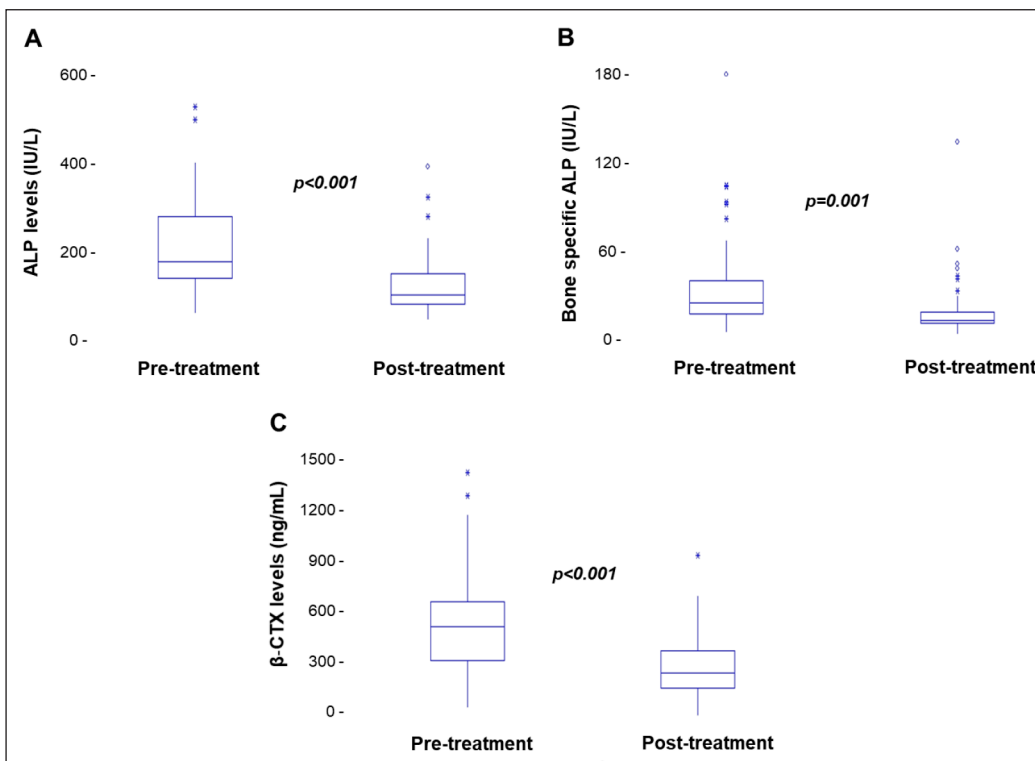 A
ALP levels (IU/L)
600 -
400 -
200 -
0 -
p<0.001
Pre-treatment
Post-treatment
B
Bone specific ALP (IU/L)
180 -
120 -
60 -
0 -
p=0.001
Pre-treatment
Post-treatment
C
β-CTX levels (ng/mL)
1500 -
1200 -
900 -
600 -
300 -
0 -
p<0.001
Pre-treatment
Post-treatment